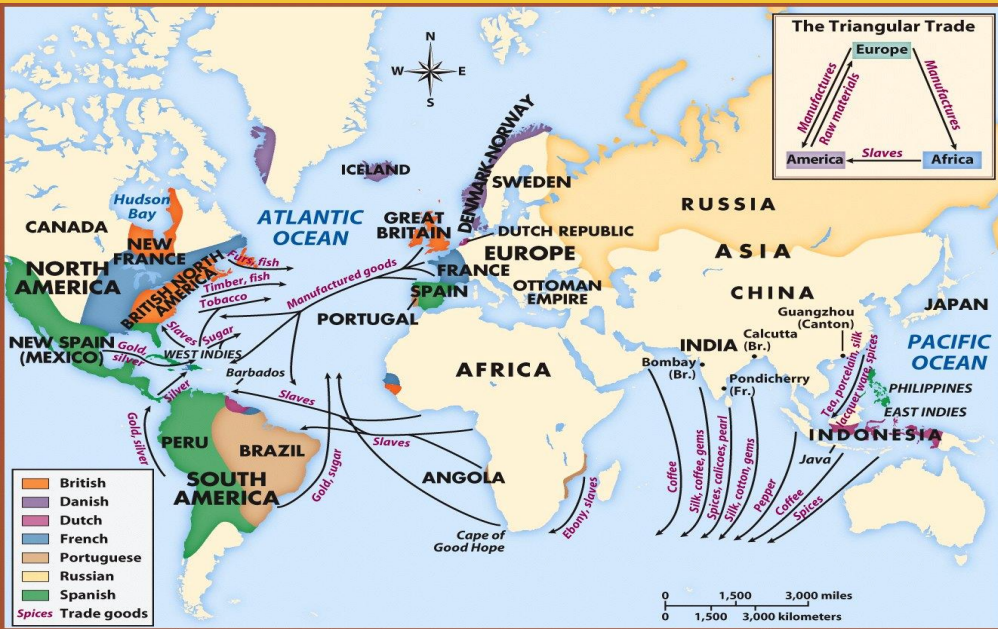 The Triangular Trade
Europe
Manufactures
Raw materials
Manufactures
America
Slaves
Africa
N
W
E
S
ICELAND
DENMARK-NORWAY
SWEDEN
RUSSIA
Hudson
Bay
CANADA
ATLANTIC
OCEAN
GREAT
BRITAIN
DUTCH REPUBLIC
NEW
FRANCE
EUROPE
ASIA
NORTH
AMERICA
BRITISH NORTH
AMERICA
Furs, fish
Timber, fish
Tobacco
Manufactured goods
FRANCE
SPAIN
OTTOMAN
EMPIRE
CHINA
JAPAN
PORTUGAL
Guangzhou
(Canton)
Slaves
Sugar
NEW SPAIN
(MEXICO)
Gold,
silver
WEST INDIES
INDIA
Calcutta
(Br.)
PACIFIC
OCEAN
Bombay
(Br.)
Barbados
AFRICA
Silver
Pondicherry
(Fr.)
Tea, porcelain, silk
lacquer ware, spices
PHILIPPINES
EAST INDIES
Slaves
Gold, silver
PERU
BRAZIL
Slaves
INDONESIA
Java
SOUTH
AMERICA
Gold, sugar
ANGOLA
Ebony, slaves
Coffee
Silk, coffee, gems
Spices, calicoes, pearl
Silk, cotton, gems
Pepper
Coffee
Spices
Cape of
Good Hope
British
Danish
Dutch
French
Portuguese
Russian
Spanish
Spices Trade goods
0 1,500 3,000 miles
0 1,500 3,000 kilometers